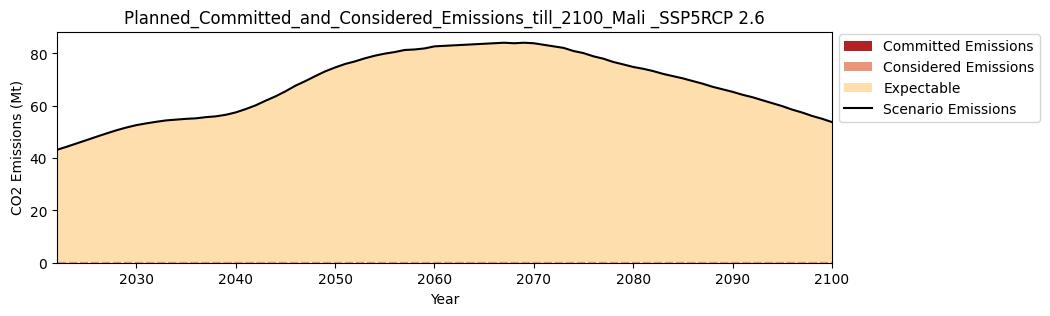 Planned_Committed_and_Considered_Emissions_till_2100_Mali _SSP5RCP 2.6
CO2 Emissions (Mt)
80
60
40
20
0
2030 2040 2050 2060 2070 2080 2090 2100
Year
Committed Emissions
Considered Emissions
Expectable
Scenario Emissions